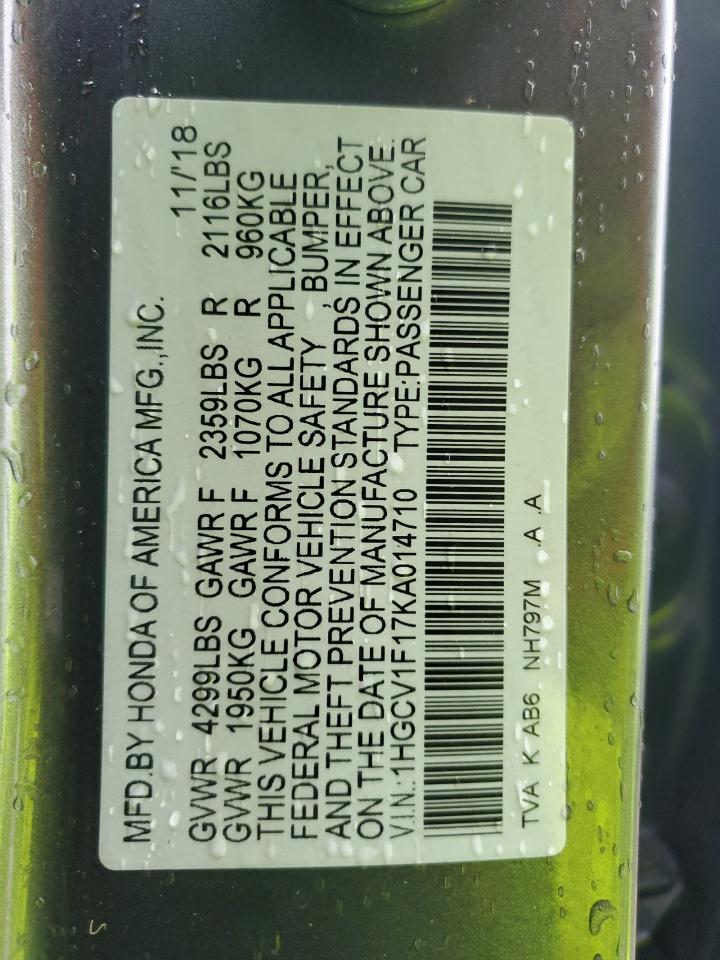 MFD.BY HONDA OF AMERICA MFG.,INC. 11/'18
GVWR 4299LBS GAWR F 2359LBS R 2116LBS
GVWR 1950KG GAWR F 1070KG R 960KG
THIS VEHICLE CONFORMS TO ALL APPLICABLE
FEDERAL MOTOR VEHICLE SAFETY , BUMPER,
AND THEFT PREVENTION STANDARDS IN EFFECT
ON THE DATE OF MANUFACTURE SHOWN ABOVE.
V.I.N.:1HGCV1F17KA014710 TYPE:PASSENGER CAR
TVA K AB6 NH797M .A .A